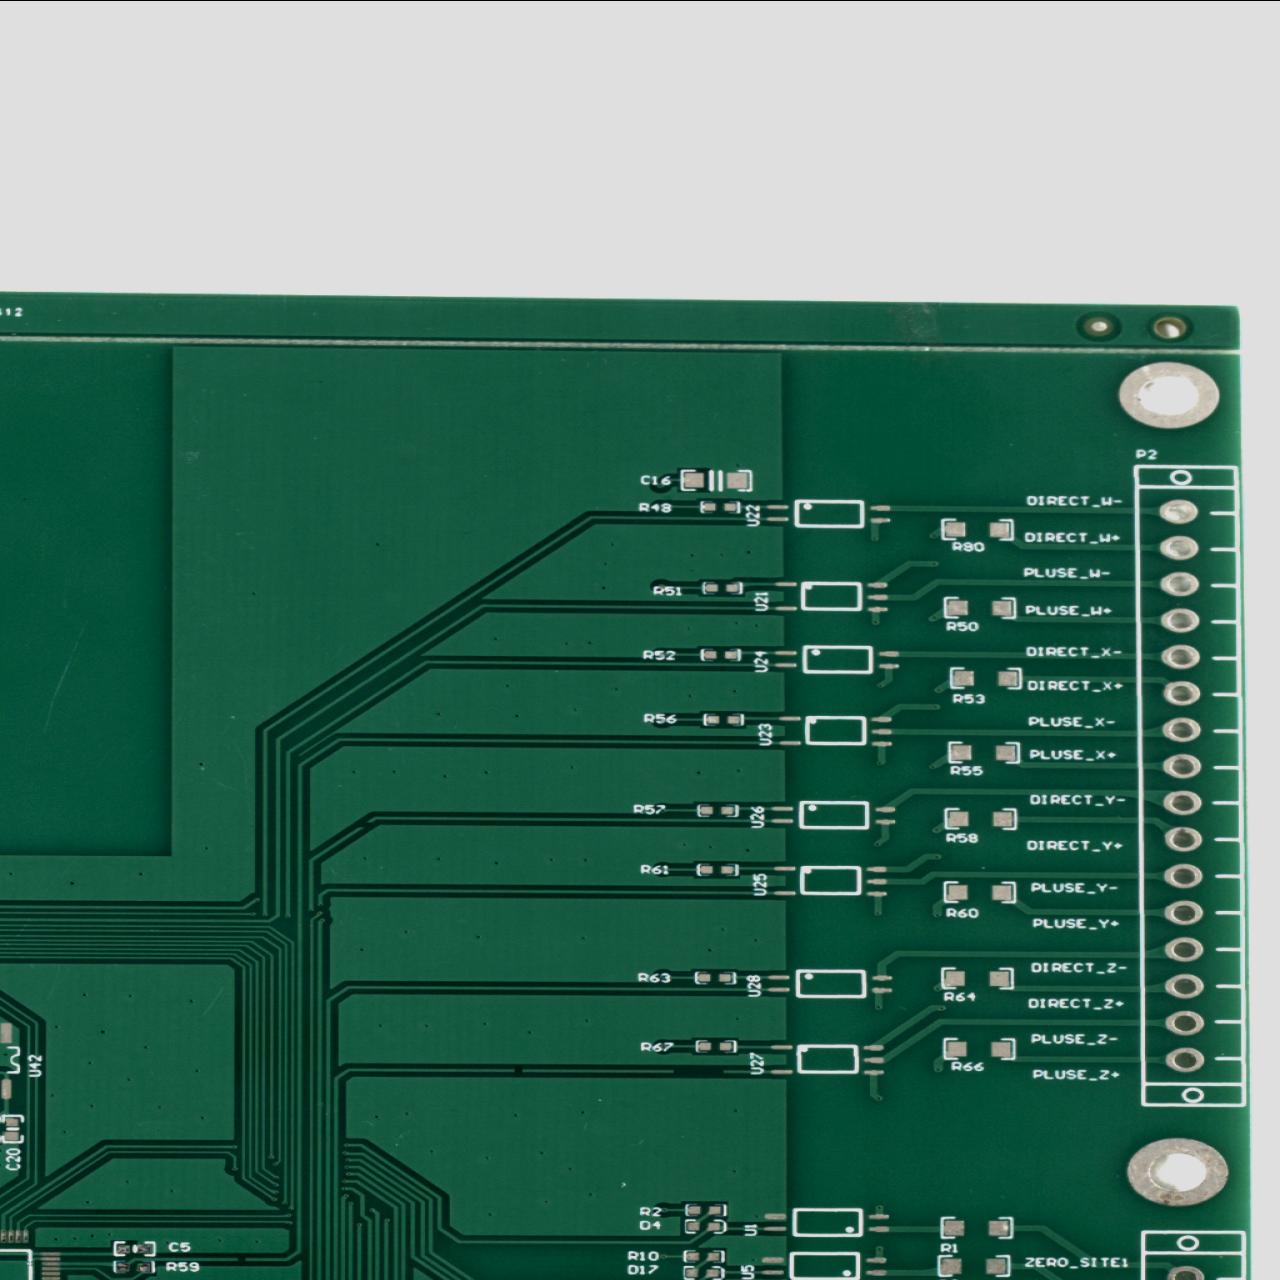 C16
P2
DIRECT_W-
R48
U22
DIRECT_W+
R80
PLUSE_W-
R51
U21
PLUSE_W+
R50
DIRECT_X-
R52
U24
DIRECT_X+
R53
R56
U23
PLUSE_X-
PLUSE_X+
R55
DIRECT_Y-
R57
U26
R58
DIRECT_Y+
R61
U25
PLUSE_Y-
R60
PLUSE_Y+
DIRECT_Z-
R63
U28
R64
DIRECT_Z+
PLUSE_Z-
R67
U27
R66
PLUSE_Z+
U42
C20
R2
D4
U1
R1
C5
R59
R10
D17
U5
ZERO_SITE1